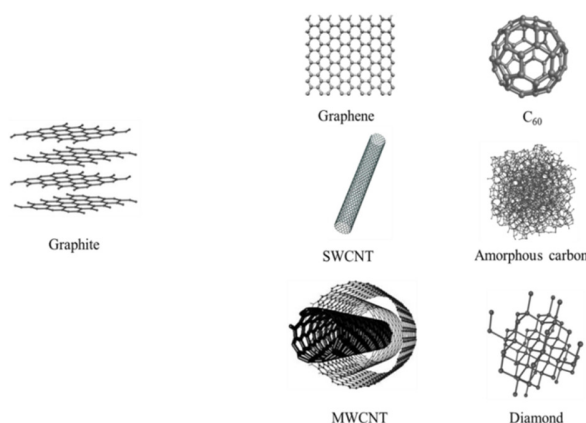 Graphene
C₆₀
Graphite
SWCNT
Amorphous carbon
MWCNT
Diamond